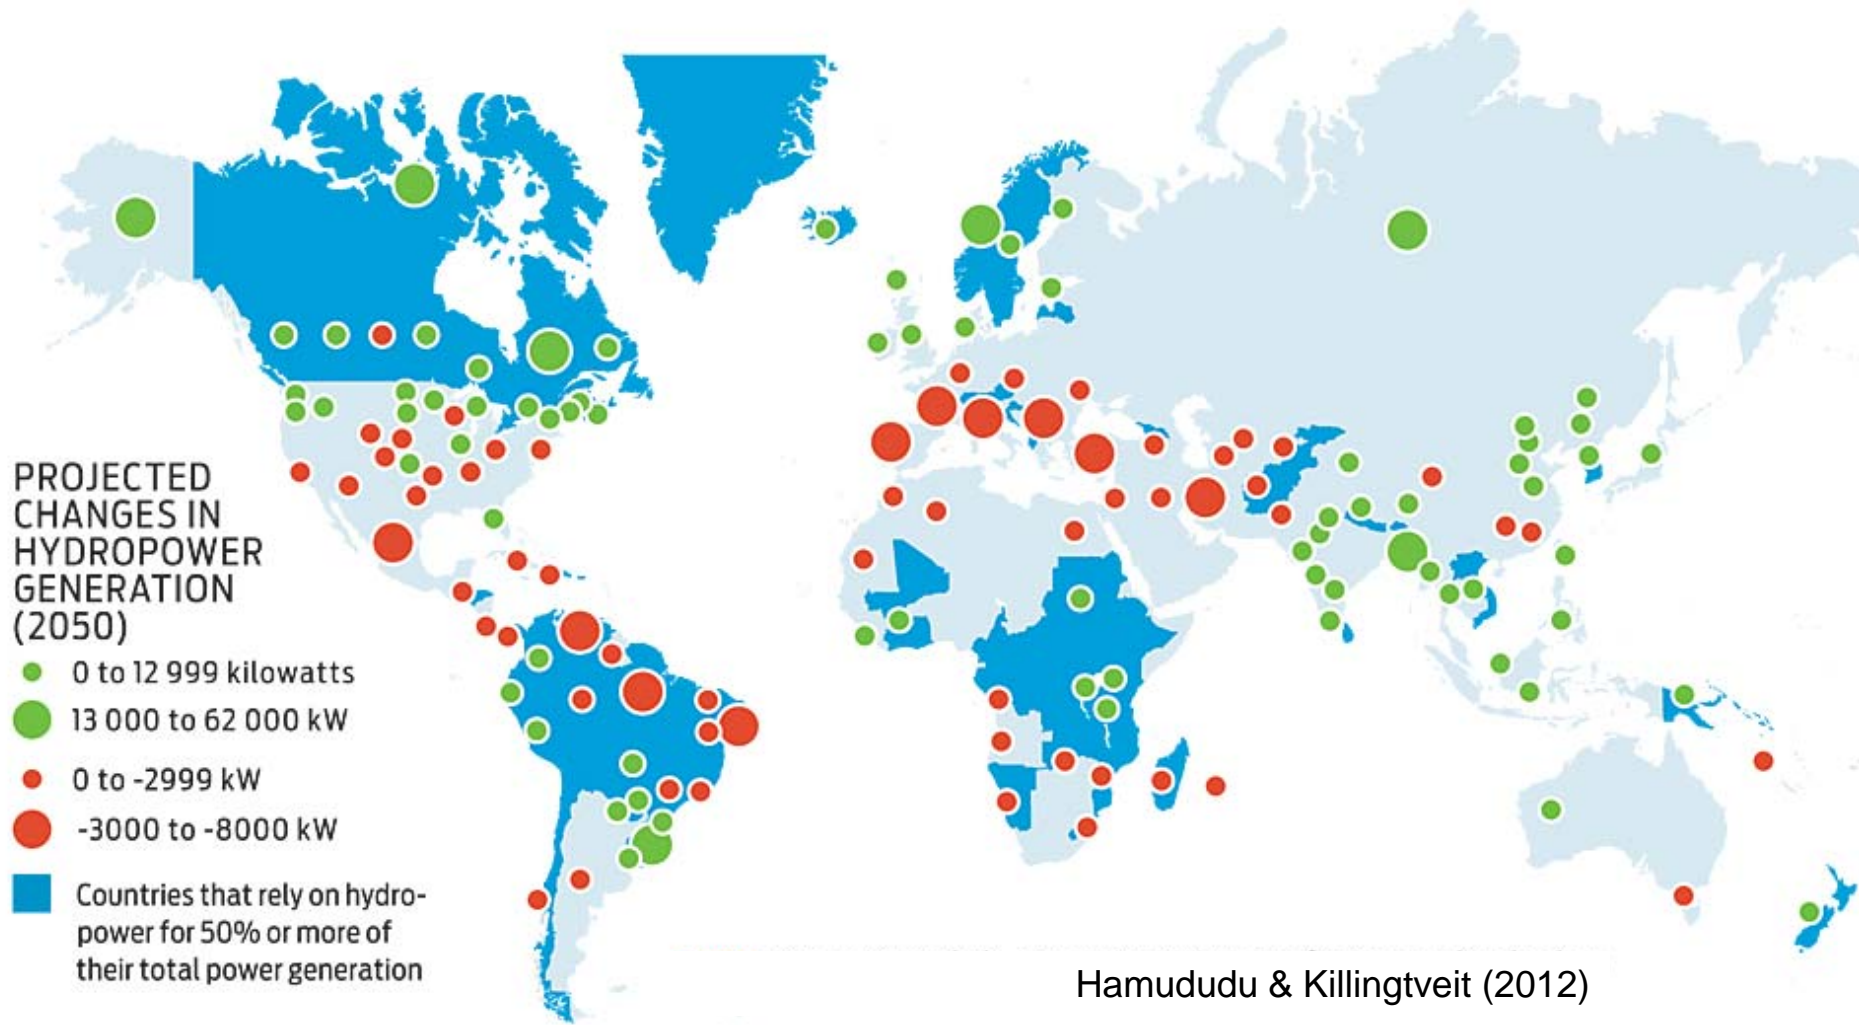 PROJECTED
CHANGES IN
HYDROPOWER
GENERATION
(2050)
0 to 12 999 kilowatts
13 000 to 62 000 kW
0 to -2999 kW
-3000 to -8000 kW
Countries that rely on hydro-
power for 50% or more of
their total power generation
Hamududu & Killingtveit (2012)